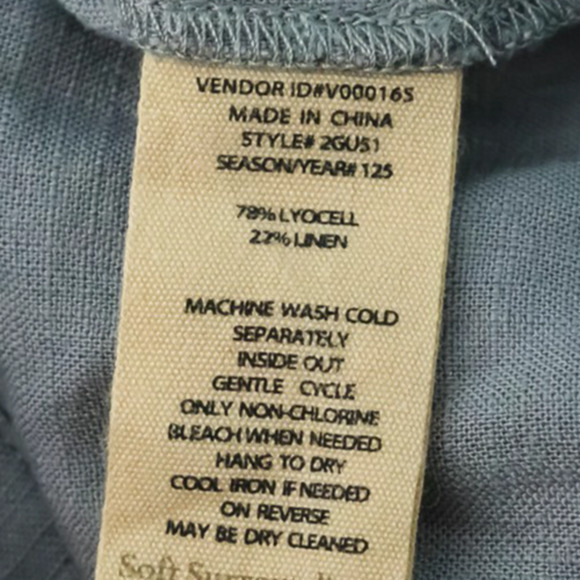 VENDOR ID#V000165
MADE IN CHINA
STYLE# 2GU51
SEASON/YEAR# 125
78% LYOCELL
22% LINEN
MACHINE WASH COLD
SEPARATELY
INSIDE OUT
GENTLE CYCLE
ONLY NON-CHLORINE
BLEACH WHEN NEEDED
HANG TO DRY
COOL IRON IF NEEDED
ON REVERSE
MAY BE DRY CLEANED
Soft